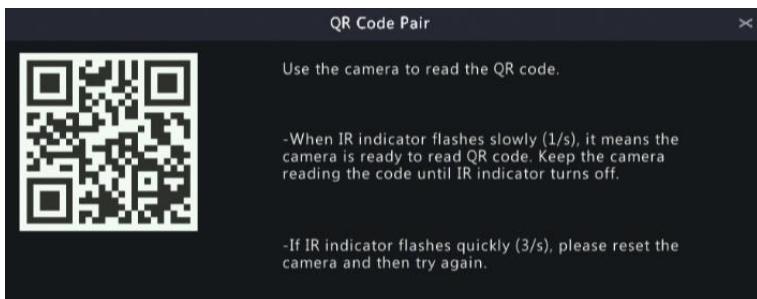 QR Code Pair
Use the camera to read the QR code.
-When IR indicator flashes slowly (1/s), it means the
camera is ready to read QR code. Keep the camera
reading the code until IR indicator turns off.
-If IR indicator flashes quickly (3/s), please reset the
camera and then try again.